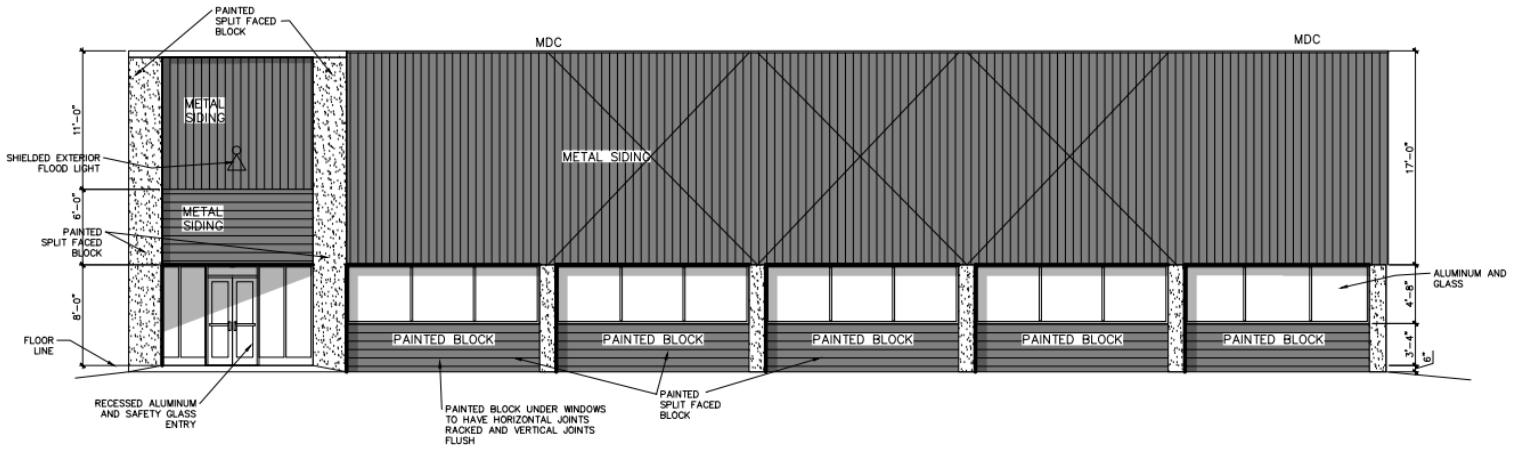 PAINTED
SPLIT FACED
BLOCK
MDC
MDC
METAL
SIDING
11'-0"
SHIELDED EXTERIOR
FLOOD LIGHT
METAL SIDING
17'-0"
6'-0"
METAL
SIDING
PAINTED
SPLIT FACED
BLOCK
8'-0"
ALUMINUM AND
GLASS
4'-8"
FLOOR
LINE
PAINTED BLOCK
PAINTED BLOCK
PAINTED BLOCK
PAINTED BLOCK
PAINTED BLOCK
3'-4"
6"
RECESSED ALUMINUM
AND SAFETY GLASS
ENTRY
PAINTED BLOCK UNDER WINDOWS
TO HAVE HORIZONTAL JOINTS
RACKED AND VERTICAL JOINTS
FLUSH
PAINTED
SPLIT FACED
BLOCK